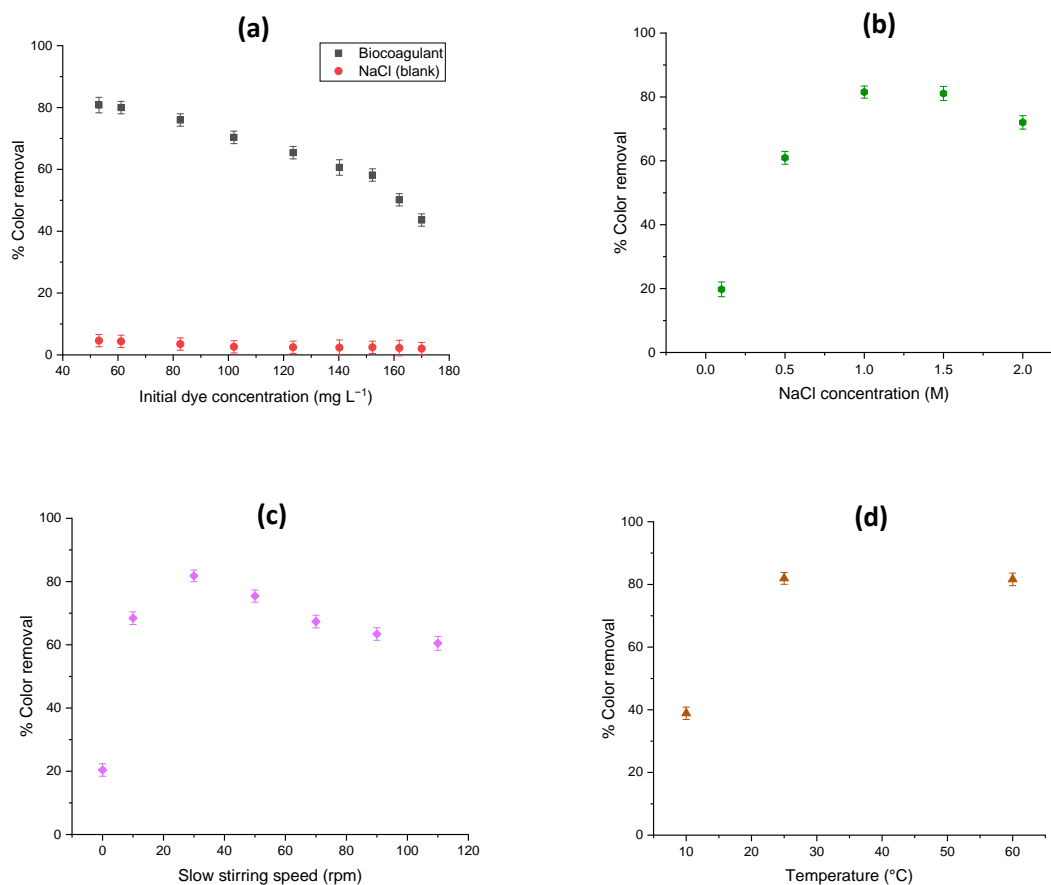 (a)
Biocoagulant
NaCl (blank)
100
80
60
40
20
0
% Color removal
40 60 80 100 120 140 160 180
Initial dye concentration (mg L⁻¹)
(b)
100
80
60
40
20
0
% Color removal
0.0 0.5 1.0 1.5 2.0
NaCl concentration (M)
(c)
100
80
60
40
20
0
% Color removal
0 20 40 60 80 100 120
Slow stirring speed (rpm)
(d)
100
80
60
40
20
0
% Color removal
10 20 30 40 50 60
Temperature (°C)